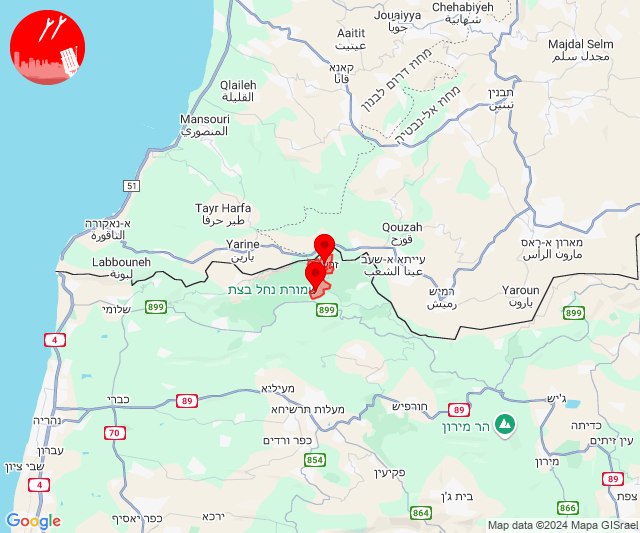 Chehabiyeh
شهابية
Jouaiyya
جويا
Aaitit
عيتيت
קאנא
قانا
מחוז דרום לבנון
Majdal Selm
محدل سلم
Qlaileh
القليلة
מחוז אל-נבטיה
תבנין
تبنين
Mansouri
المنصوري
51
Tayr Harfa
طير حرفا
א-נאקורה
الناقورة
Qouzah
قوزح
Yarine
يارين
מארון א-ראס
مارون الراس
עייתא א-שעב
عيتا الشعب
Labbouneh
لبونة
שמורת נחל בצת
רמיש
رميش
Yaroun
يارون
שלומי
899
899
4
מעיליא
כברי
89
נהריה
מעלות תרשיחא
חורפיש
89
ג'יש
הר מירון
כדיתה
עין זיתים
70
כפר ורדים
עברון
שבי ציון
854
פקיעין
מירון
4
89
בית ג'ן
צפת
ירכא
כפר יאסיף
864
866
Google
Map data ©2024 Mapa GISrael